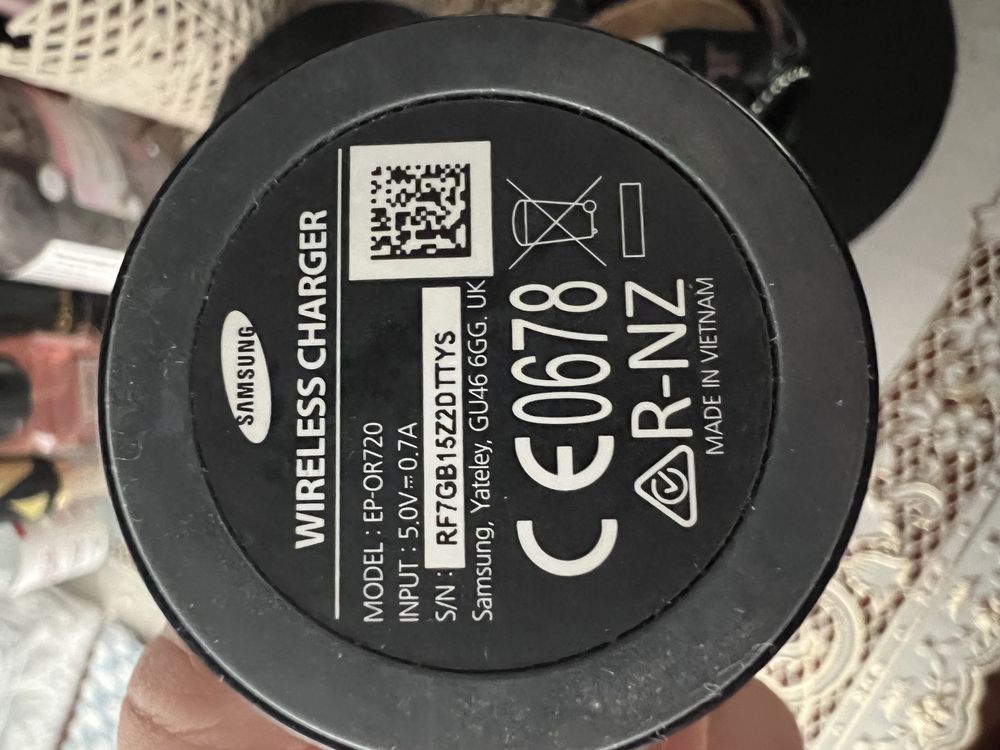 SAMSUNG
WIRELESS CHARGER
MODEL : EP-OR720
INPUT : 5.0V⎓0.7A
S/N : RF7GB15Z2DTTYS
Samsung, Yateley, GU46 6GG. UK
CE0678
R-NZ
MADE IN VIETNAM